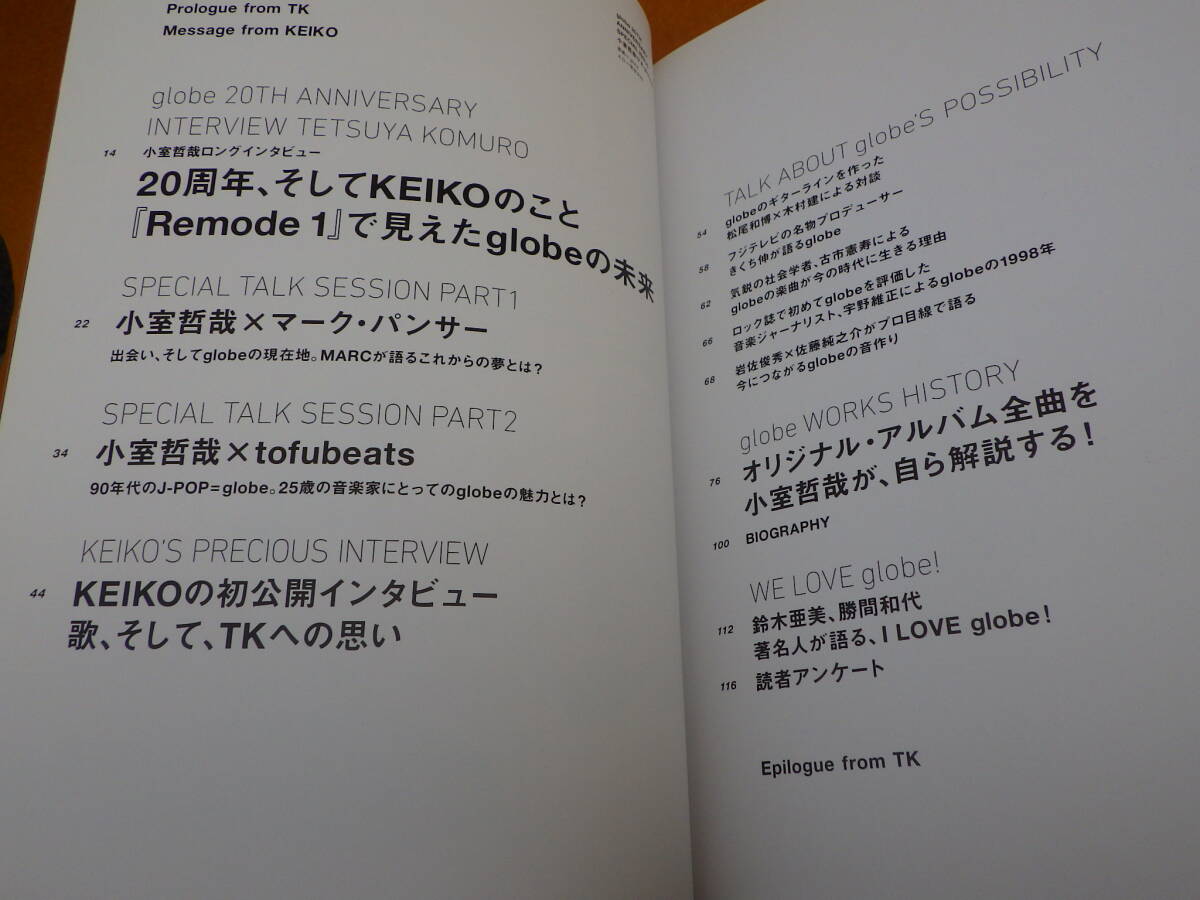 Prologue from TK
Message from KEIKO
globe 20TH ANNIVERSARY
INTERVIEW TETSUYA KOMURO
14 小室哲哉ロングインタビュー
20周年、そしてKEIKOのこと
『Remode 1』で見えたglobeの未来
SPECIAL TALK SESSION PART1
22 小室哲哉×マーク・パンサー
出会い、そしてglobeの現在地。MARCが語るこれからの夢とは?
SPECIAL TALK SESSION PART2
34 小室哲哉×tofubeats
90年代のJ-POP=globe。25歳の音楽家にとってのglobeの魅力とは?
KEIKO'S PRECIOUS INTERVIEW
44 KEIKOの初公開インタビュー
歌、そして、TKへの思い
TALK ABOUT globe'S POSSIBILITY
globeのギターラインを作った
54 松尾和博×木村建による対談
フジテレビの名物プロデューサー
58 きくち伸が語るglobe
気鋭の社会学者、古市憲寿による
62 globeの楽曲が今の時代に生きる理由
ロック誌で初めてglobeを評価した
66 音楽ジャーナリスト、宇野維正によるglobeの1998年
岩佐俊秀×佐藤純之介がプロ目線で語る
68 今につながるglobeの音作り
globe WORKS HISTORY
76 オリジナル・アルバム全曲を
小室哲哉が、自ら解説する!
100 BIOGRAPHY
WE LOVE globe!
112 鈴木亜美、勝間和代
著名人が語る、I LOVE globe!
116 読者アンケート
Epilogue from TK